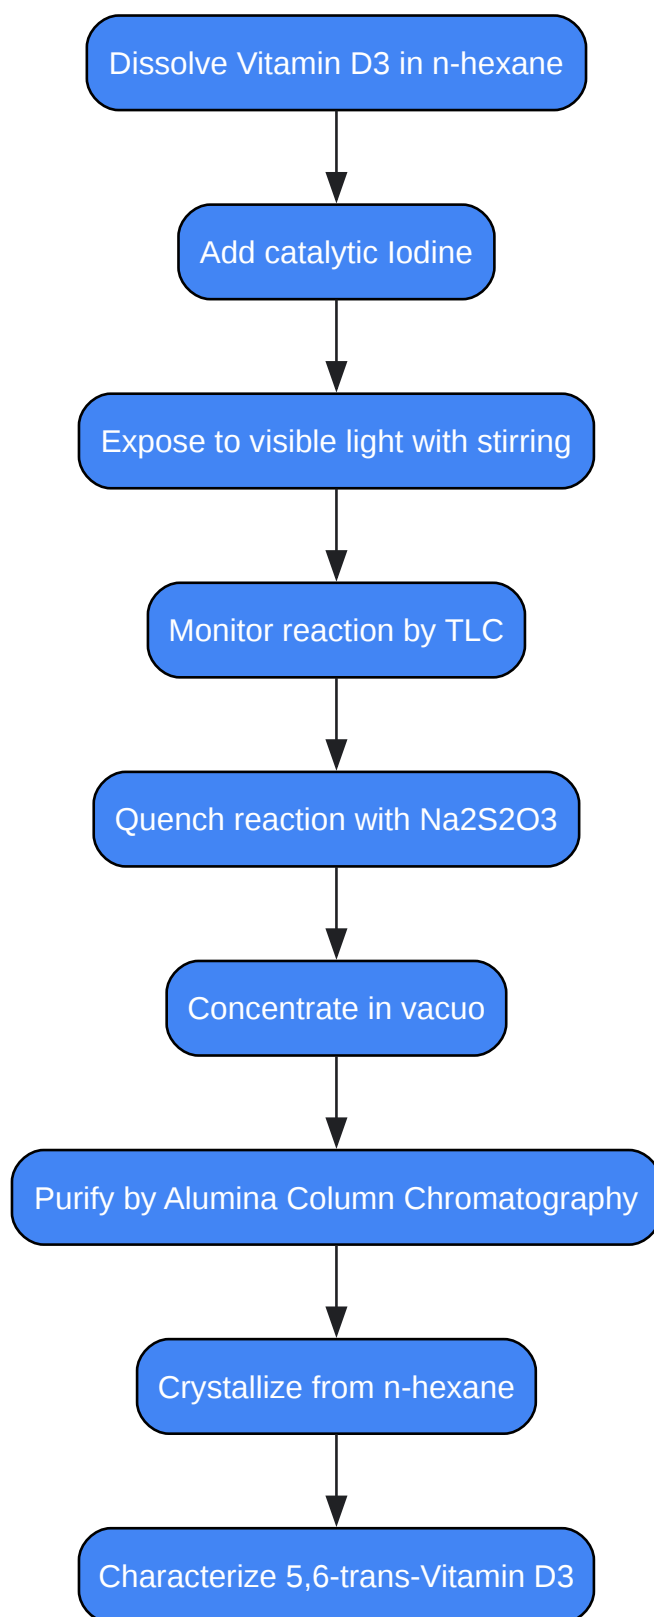 Dissolve Vitamin D3 in n-hexane
Add catalytic Iodine
Expose to visible light with stirring
Monitor reaction by TLC
Quench reaction with Na2S2O3
Concentrate in vacuo
Purify by Alumina Column Chromatography
Crystallize from n-hexane
Characterize 5,6-trans-Vitamin D3